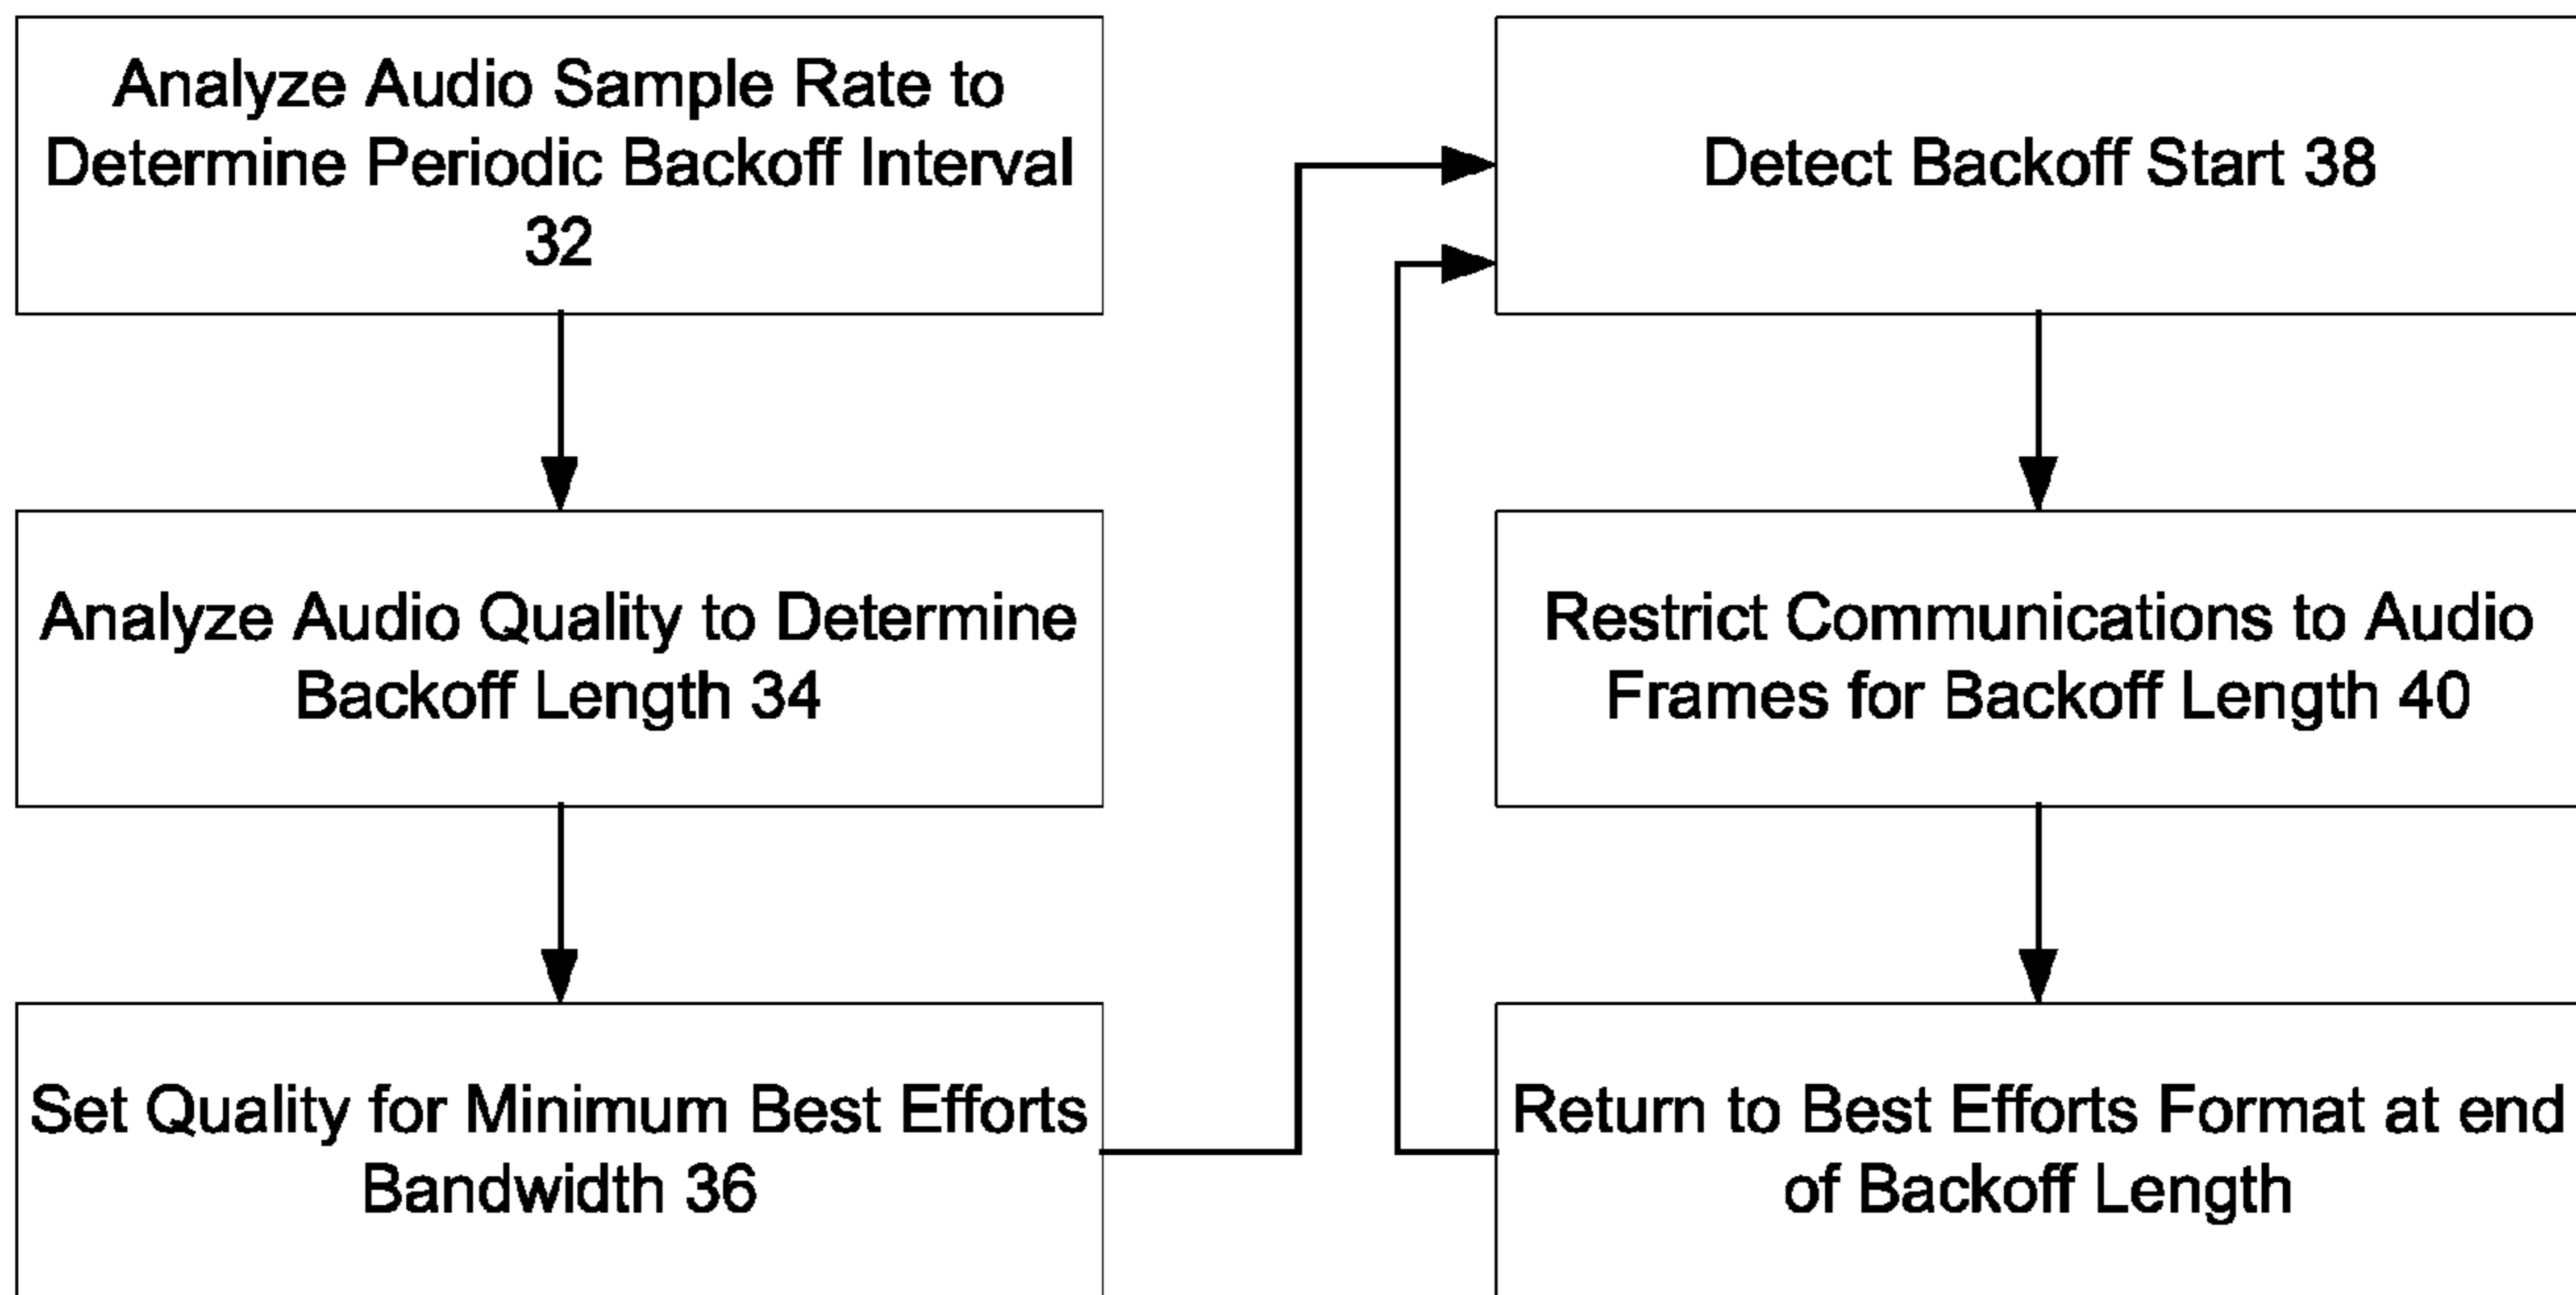 Analyze Audio Sample Rate to
Determine Periodic Backoff Interval
32
Analyze Audio Quality to Determine
Backoff Length 34
Set Quality for Minimum Best Efforts
Bandwidth 36
Detect Backoff Start 38
Restrict Communications to Audio
Frames for Backoff Length 40
Return to Best Efforts Format at end
of Backoff Length